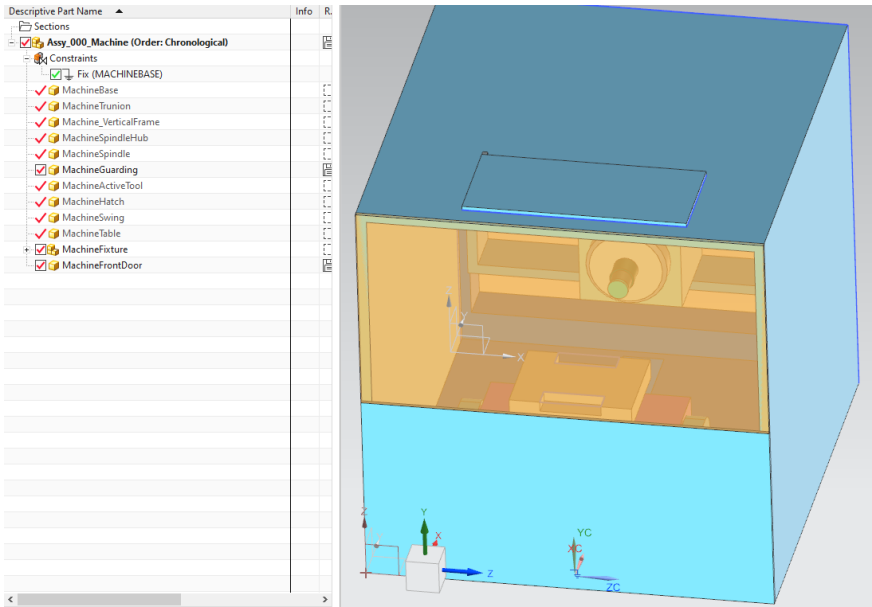 Descriptive Part Name Info R.
Sections
Assy_000_Machine (Order: Chronological)
Constraints
Fix (MACHINEBASE)
MachineBase
MachineTrunion
Machine_VerticalFrame
MachineSpindleHub
MachineSpindle
MachineGuarding
MachineActiveTool
MachineHatch
MachineSwing
MachineTable
MachineFixture
MachineFrontDoor
Y
X
Z
Y
X
Z
YC
XC
ZC